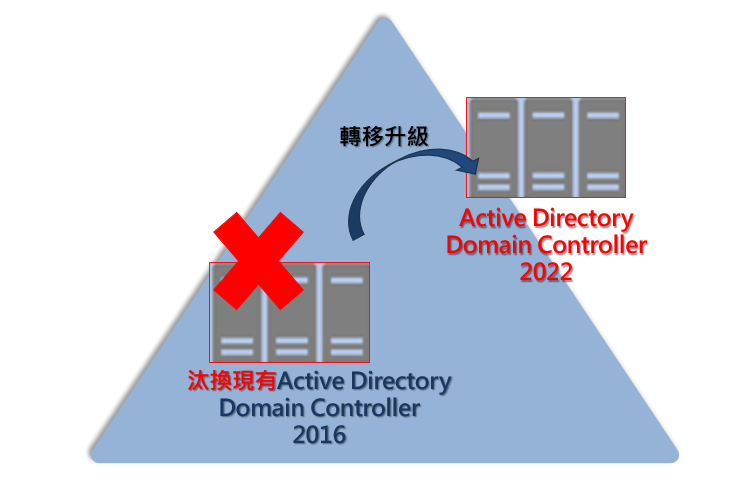 轉移升級
Active Directory
Domain Controller
2022
汰換現有Active Directory
Domain Controller
2016